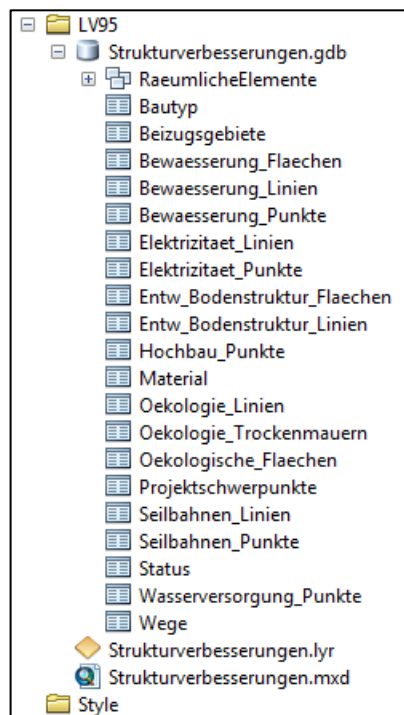 LV95
Strukturverbesserungen.gdb
RaeumlicheElemente
Bautyp
Beizugsgebiete
Bewaesserung_Flaechen
Bewaesserung_Linien
Bewaesserung_Punkte
Elektrizitaet_Linien
Elektrizitaet_Punkte
Entw_Bodenstruktur_Flaechen
Entw_Bodenstruktur_Linien
Hochbau_Punkte
Material
Oekologie_Linien
Oekologie_Trockenmauern
Oekologische_Flaechen
Projektschwerpunkte
Seilbahnen_Linien
Seilbahnen_Punkte
Status
Wasserversorgung_Punkte
Wege
Strukturverbesserungen.lyr
Strukturverbesserungen.mxd
Style